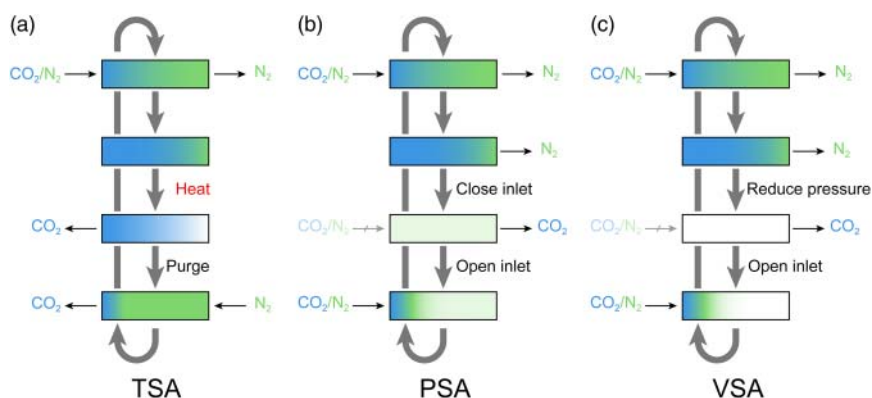 (a)
CO₂/N₂
N₂
Heat
CO₂
Purge
CO₂
N₂
TSA
(b)
CO₂/N₂
N₂
N₂
Close inlet
CO₂/N₂
CO₂
Open inlet
CO₂/N₂
PSA
(c)
CO₂/N₂
N₂
N₂
Reduce pressure
CO₂/N₂
CO₂
Open inlet
CO₂/N₂
VSA